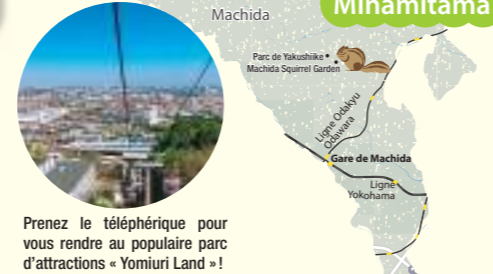 Machida
Minamitama
Parc de Yakushiike
Machida Squirrel Garden
Ligne Odakyu
Odawara
Gare de Machida
Ligne
Yokohama
Prenez le téléphérique pour
vous rendre au populaire parc
d'attractions « Yomiuri Land » !